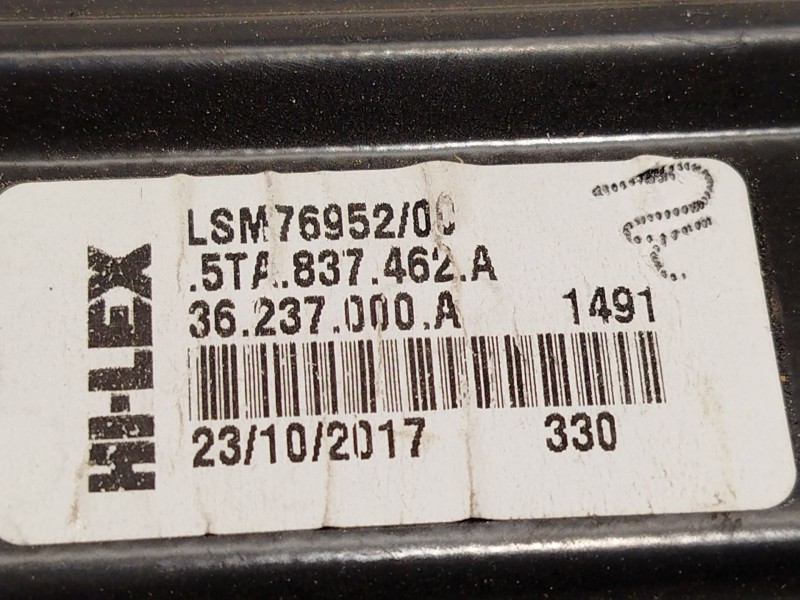 HI-LEX
LSM76952/00
.5TA.837.462.A
36.237.000.A 1491
23/10/2017 330